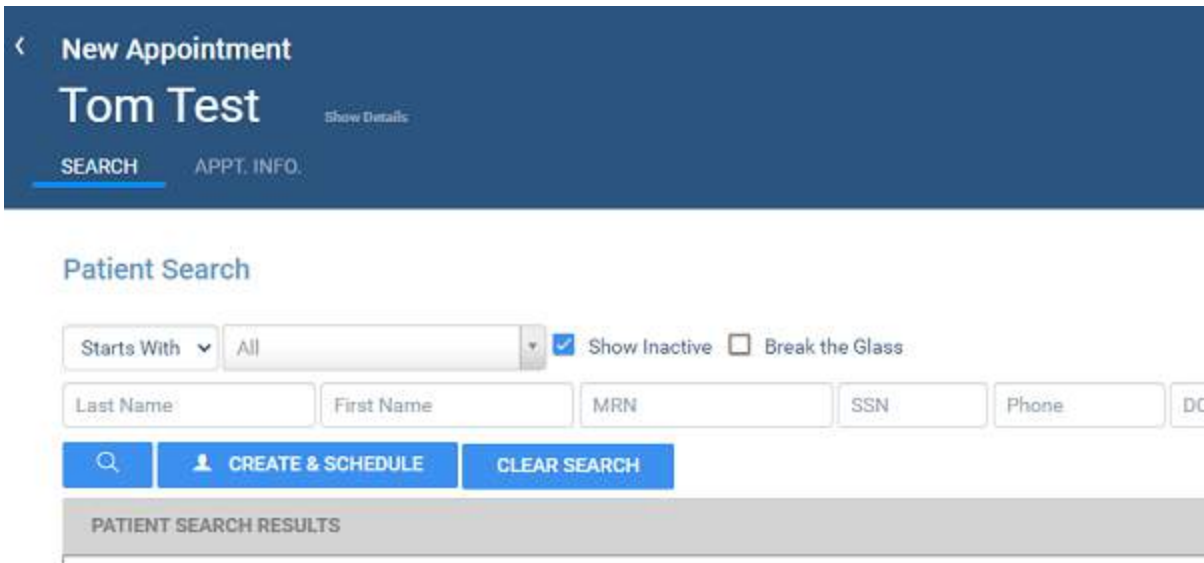 New Appointment
Tom Test Show Details
SEARCH APPT. INFO.
Patient Search
Starts With All Show Inactive Break the Glass
Last Name First Name MRN SSN Phone
CREATE & SCHEDULE CLEAR SEARCH
PATIENT SEARCH RESULTS